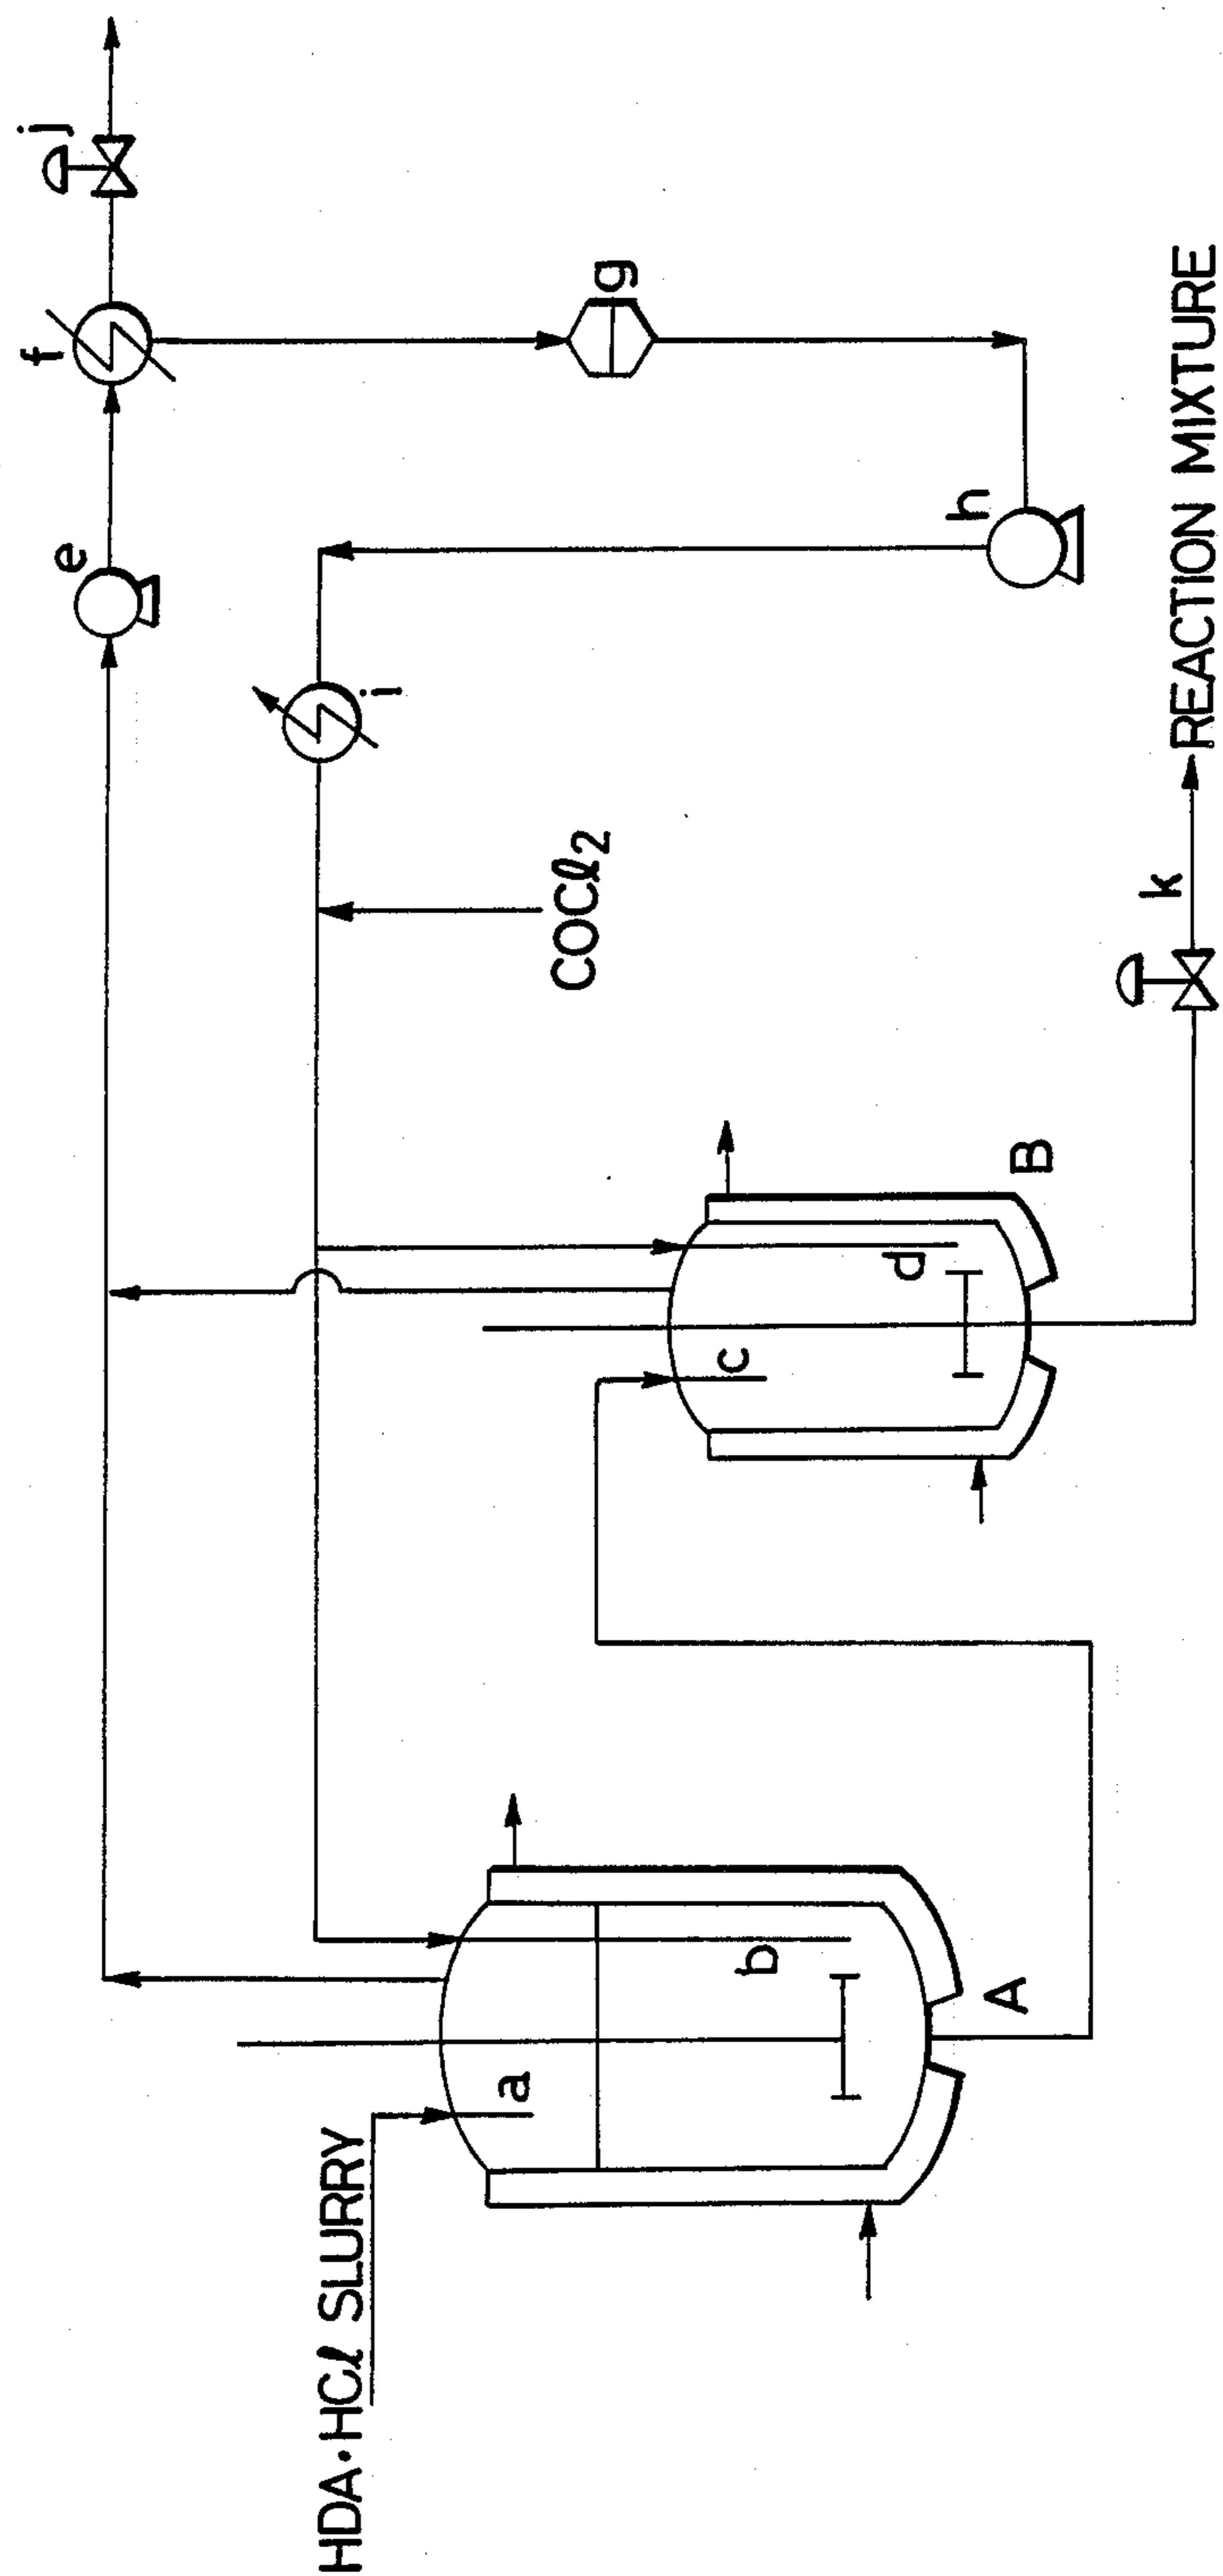 HDA·HCℓ SLURRY
a
b
A
c
d
B
COCℓ₂
e
f
g
h
i
j
k
REACTION MIXTURE